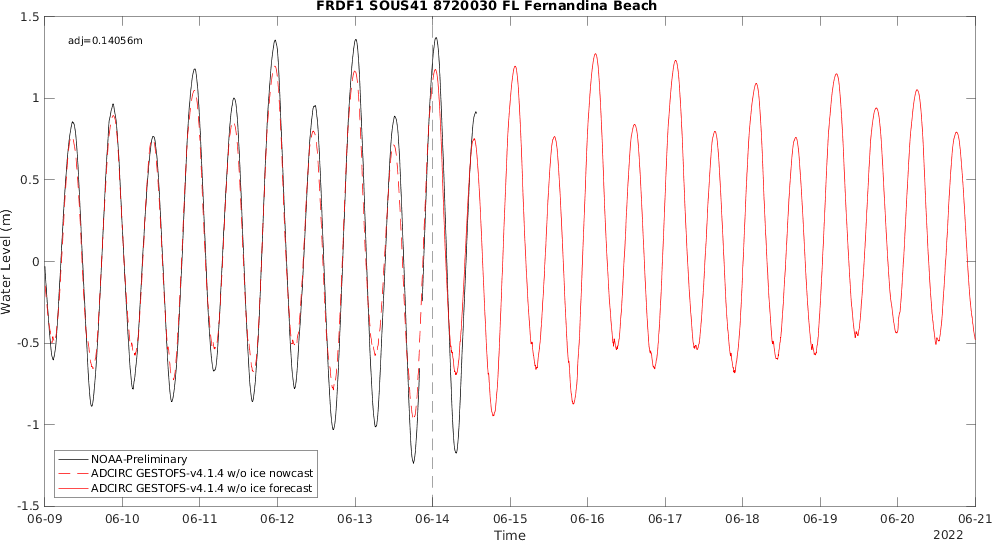 FRDF1 SOUS41 8720030 FL Fernandina Beach
adj=0.14056m
Water Level (m)
1.5
1
0.5
0
-0.5
-1
-1.5
NOAA-Preliminary
ADCIRC GESTOFS-v4.1.4 w/o ice nowcast
ADCIRC GESTOFS-v4.1.4 w/o ice forecast
06-09 06-10 06-11 06-12 06-13 06-14 06-15 06-16 06-17 06-18 06-19 06-20 06-21
Time
2022